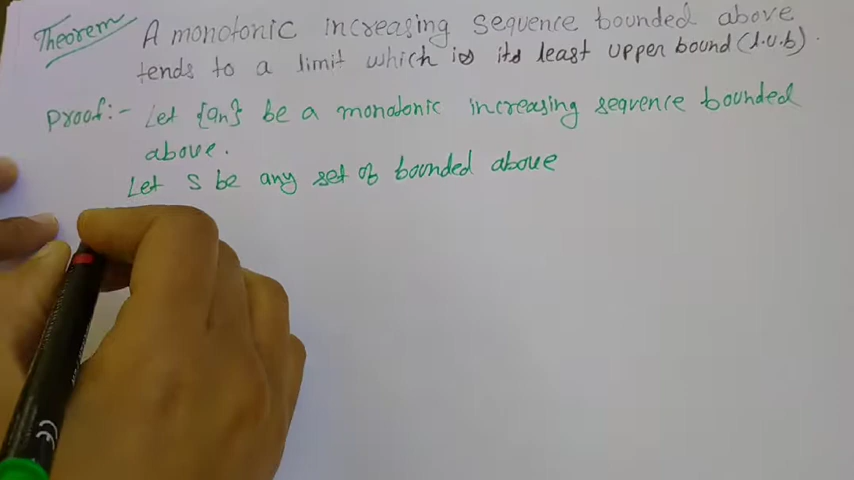 Theorem A monotonic increasing sequence bounded above
tends to a limit which is its least upper bound (l.u.b).
Proof:- Let {an} be a monotonic increasing sequence bounded
above.
Let S be any set of bounded above